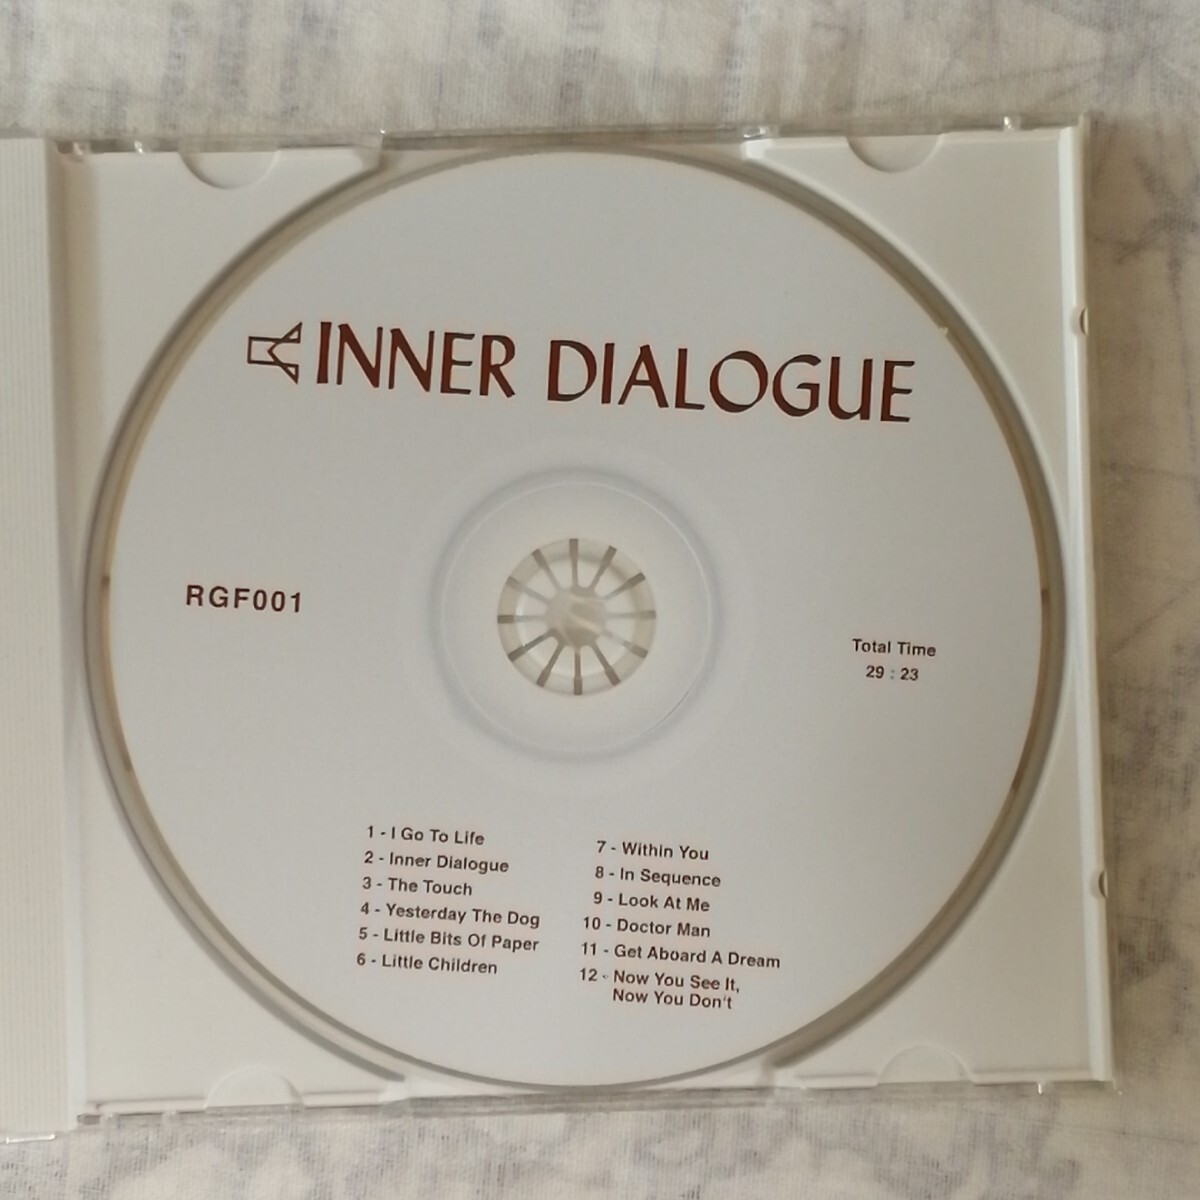 INNER DIALOGUE
RGF001
Total Time
29 : 23
1 - I Go To Life
2 - Inner Dialogue
3 - The Touch
4 - Yesterday The Dog
5 - Little Bits Of Paper
6 - Little Children
7 - Within You
8 - In Sequence
9 - Look At Me
10 - Doctor Man
11 - Get Aboard A Dream
12 - Now You See It,
Now You Don't